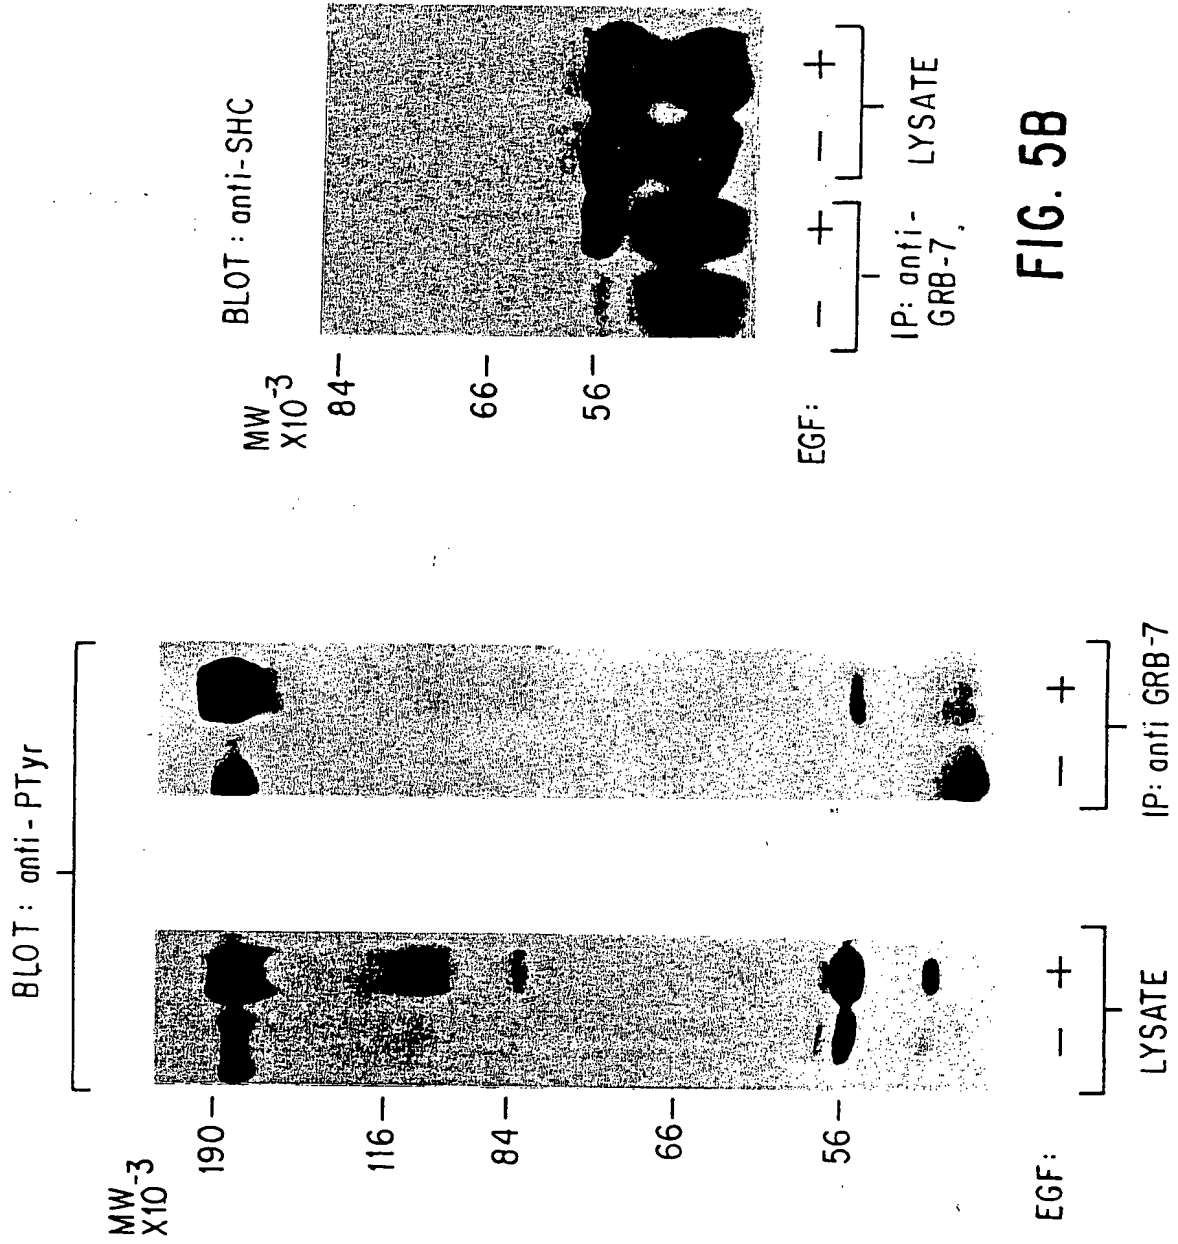 BLOT: anti-PTyr
MW
X10-3
190-
116-
84-
66-
56-
EGF:
- + - +
LYSATE
IP: anti GRB-7
BLOT: anti-SHC
MW
X10-3
84-
66-
56-
EGF:
- + - +
IP: anti-
GRB-7,
LYSATE
FIG. 5B